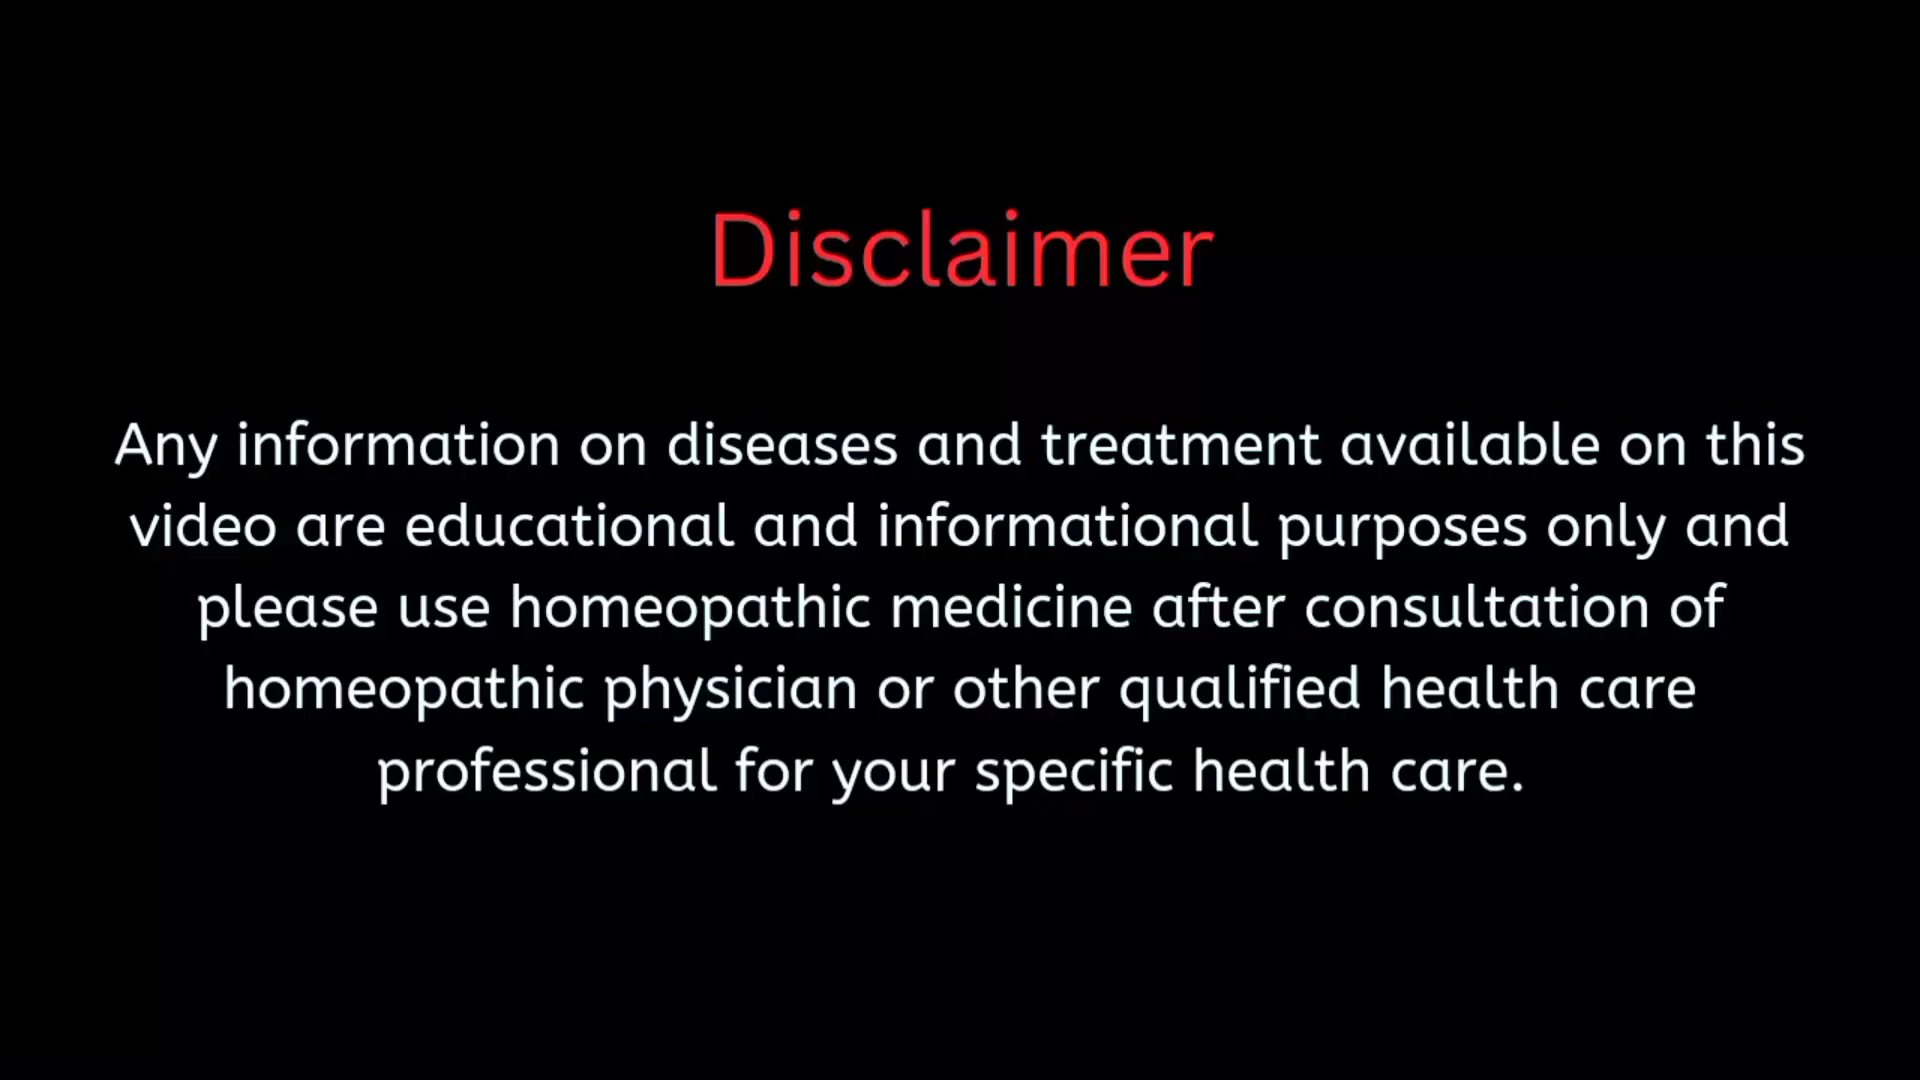 Disclaimer
Any information on diseases and treatment available on this
video are educational and informational purposes only and
please use homeopathic medicine after consultation of
homeopathic physician or other qualified health care
professional for your specific health care.